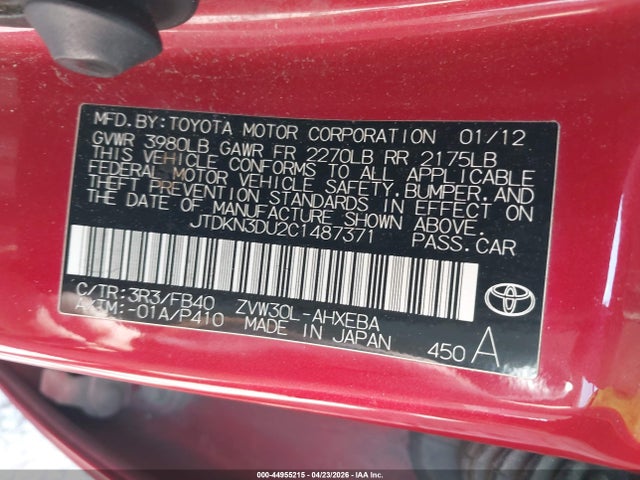 MFD.BY:TOYOTA MOTOR CORPORATION 01/12
GVWR 3980LB GAWR FR 2270LB RR 2175LB
THIS VEHICLE CONFORMS TO ALL APPLICABLE
FEDERAL MOTOR VEHICLE SAFETY,BUMPER,AND
THEFT PREVENTION STANDARDS IN EFFECT ON
THE DATE OF MANUFACTURE SHOWN ABOVE.
JTDKN3DU2C1487371 PASS.CAR
C/TR:3R3/FB40 ZVW30L-AHXEBA
A/TM:-01A/P410 MADE IN JAPAN
450 A
000-44955215 - 04/23/2026 - IAA, Inc.